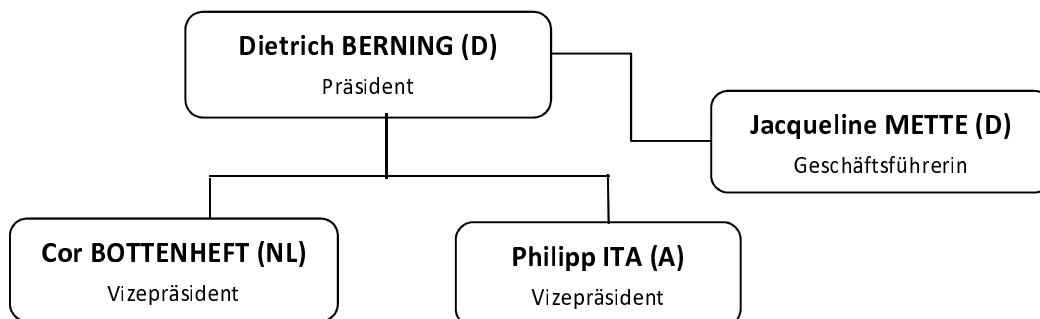 Dietrich BERNING (D)
Präsident
Jacqueline METTE (D)
Geschäftsführerin
Cor BOTTENHEFT (NL)
Vizepräsident
Philipp ITA (A)
Vizepräsident